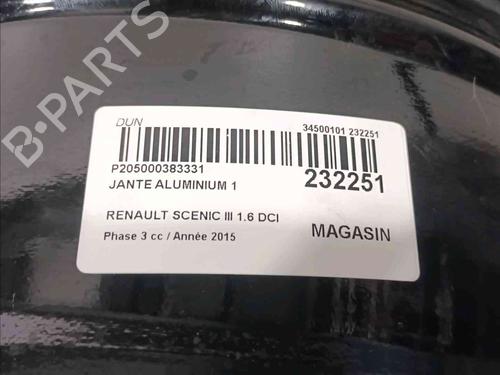 DUN
34500101 232251
P205000383331
JANTE ALUMINIUM 1
232251
RENAULT SCENIC III 1.6 DCI
Phase 3 cc / Année 2015
MAGASIN
B-PARTS